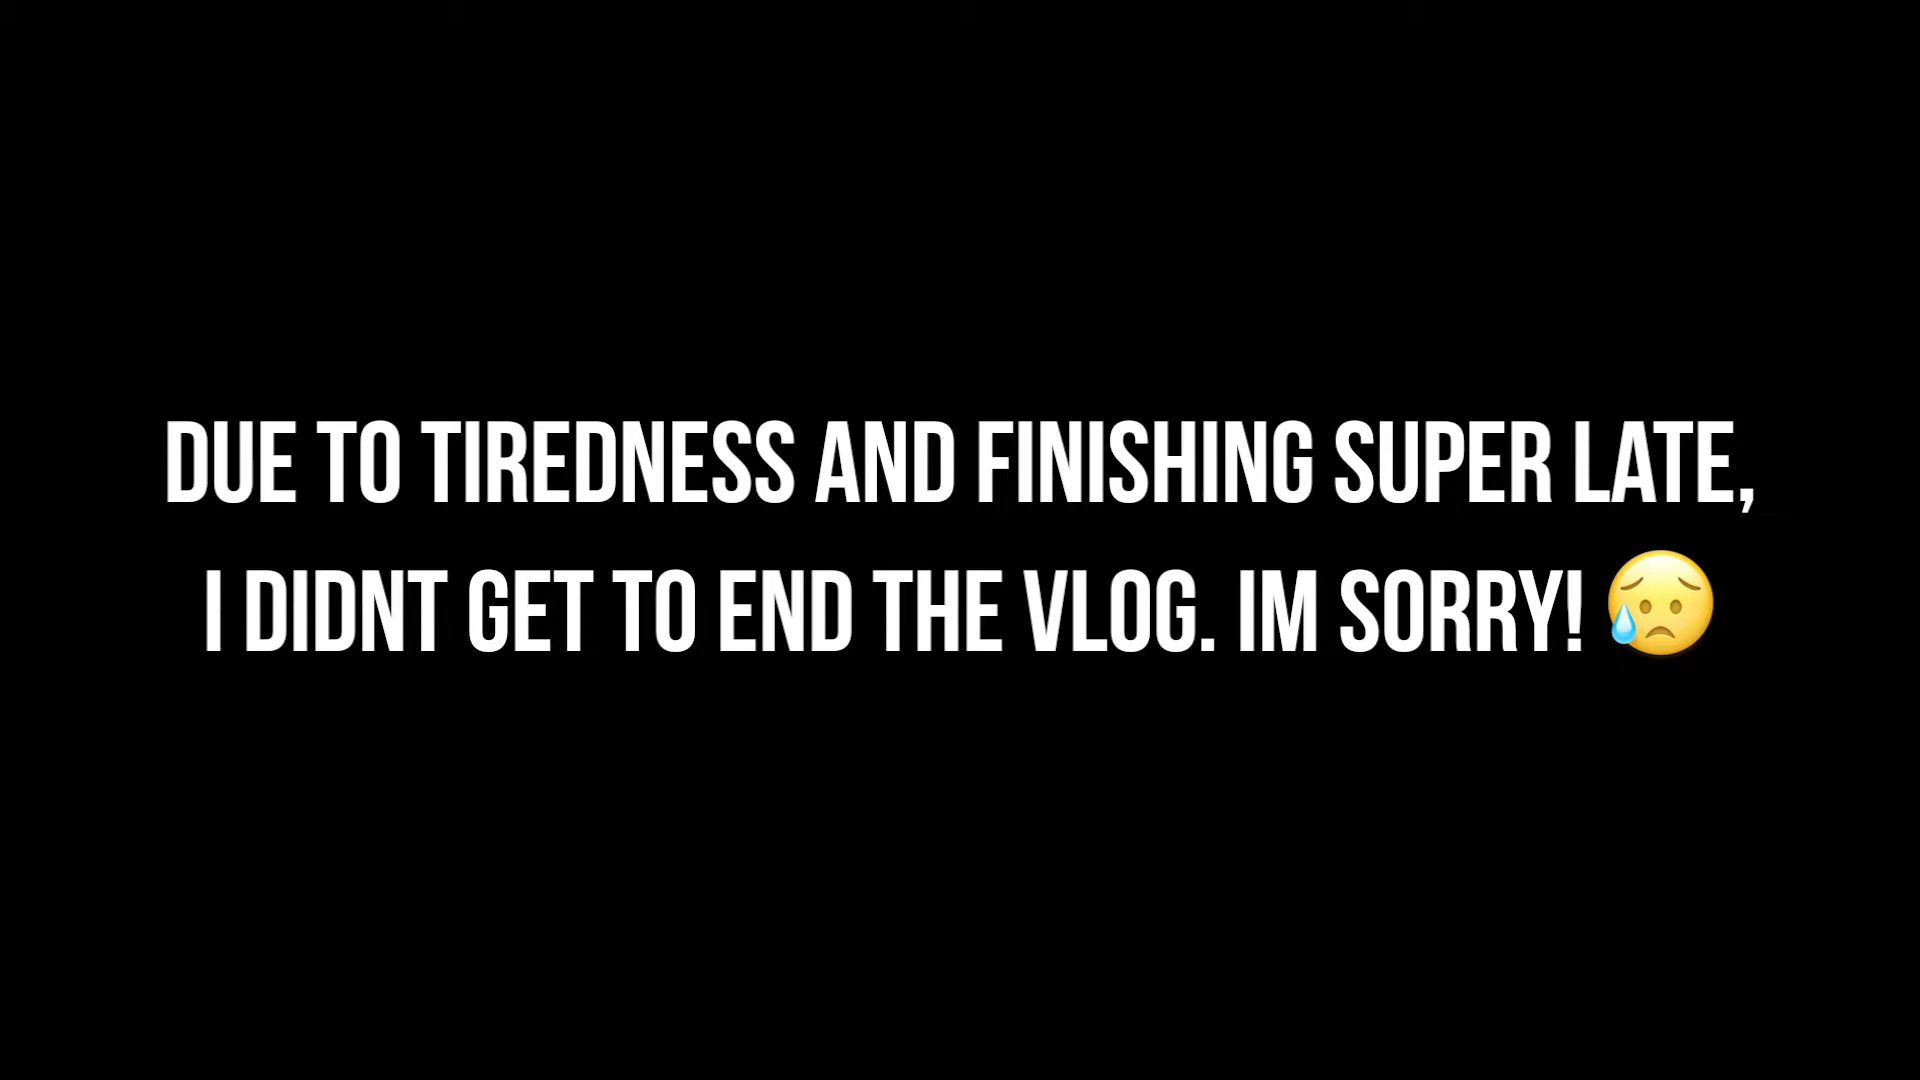 DUE TO TIREDNESS AND FINISHING SUPER LATE,
I DIDNT GET TO END THE VLOG. IM SORRY! 😥